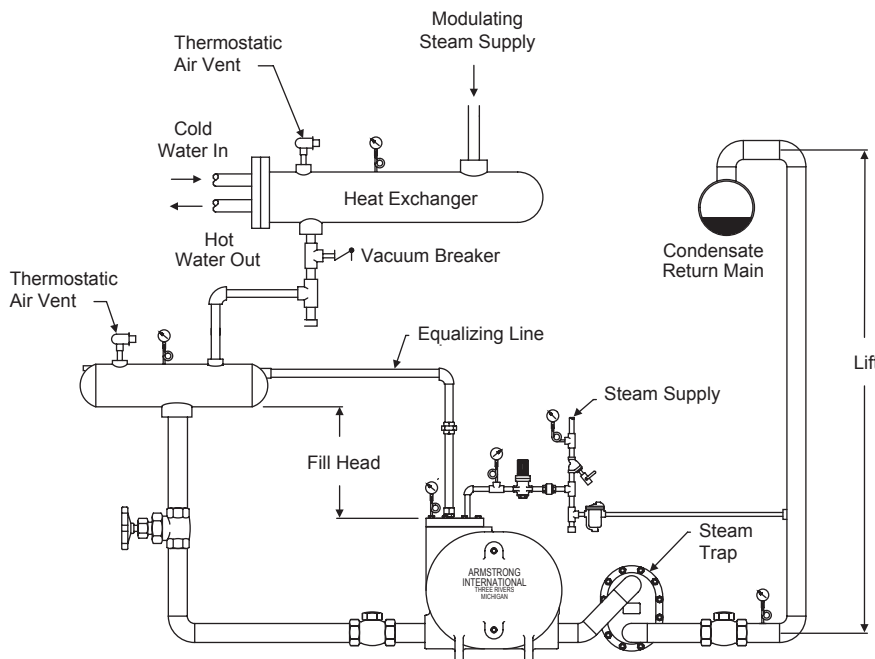 Modulating
Steam Supply
Thermostatic
Air Vent
Cold
Water In
Heat Exchanger
Hot
Water Out
Vacuum Breaker
Condensate
Return Main
Thermostatic
Air Vent
Equalizing Line
Lift
Steam Supply
Fill Head
Steam
Trap
ARMSTRONG
INTERNATIONAL
THREE RIVERS
MICHIGAN